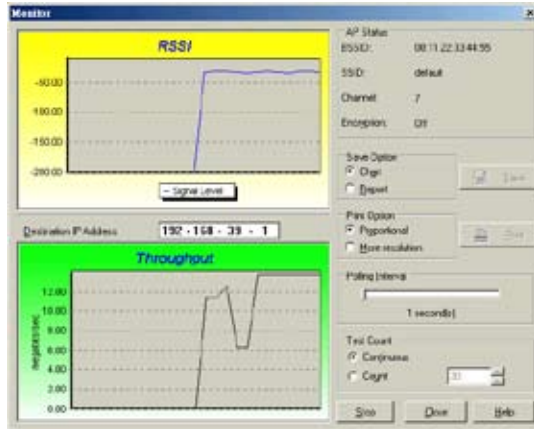 Monitor
RSSI
-50.00
-100.00
-150.00
-200.00
Signal Level
Destination IP Address
192 . 168 . 39 . 1
Throughput
megabits/sec
12.00
10.00
8.00
6.00
4.00
2.00
0.00
AP Status
BSSID: 00:11:22:33:44:55
SSID: default
Channel: 7
Encryption: Off
Save Option
Chart
Report
Save
Print Option
Proportional
More resolution
Print
Polling Interval
1 second(s)
Test Count
Continuous
Count
Stop
Close
Help